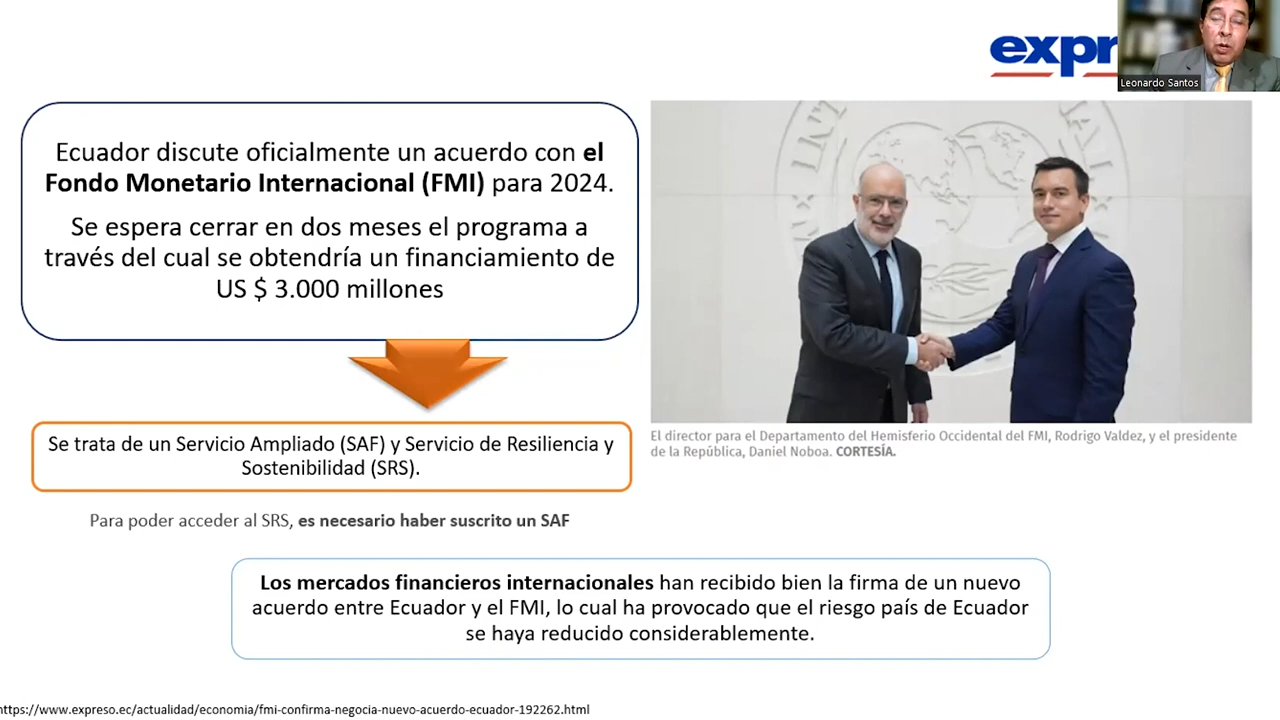 expr
Leonardo Santos
Ecuador discute oficialmente un acuerdo con el
Fondo Monetario Internacional (FMI) para 2024.
Se espera cerrar en dos meses el programa a
través del cual se obtendría un financiamiento de
US $ 3.000 millones
El director para el Departamento del Hemisferio Occidental del FMI, Rodrigo Valdez, y el presidente
de la República, Daniel Noboa. CORTESÍA.
Se trata de un Servicio Ampliado (SAF) y Servicio de Resiliencia y
Sostenibilidad (SRS).
Para poder acceder al SRS, es necesario haber suscrito un SAF
Los mercados financieros internacionales han recibido bien la firma de un nuevo
acuerdo entre Ecuador y el FMI, lo cual ha provocado que el riesgo país de Ecuador
se haya reducido considerablemente.
https://www.expreso.ec/actualidad/economia/fmi-confirma-negocia-nuevo-acuerdo-ecuador-192262.html